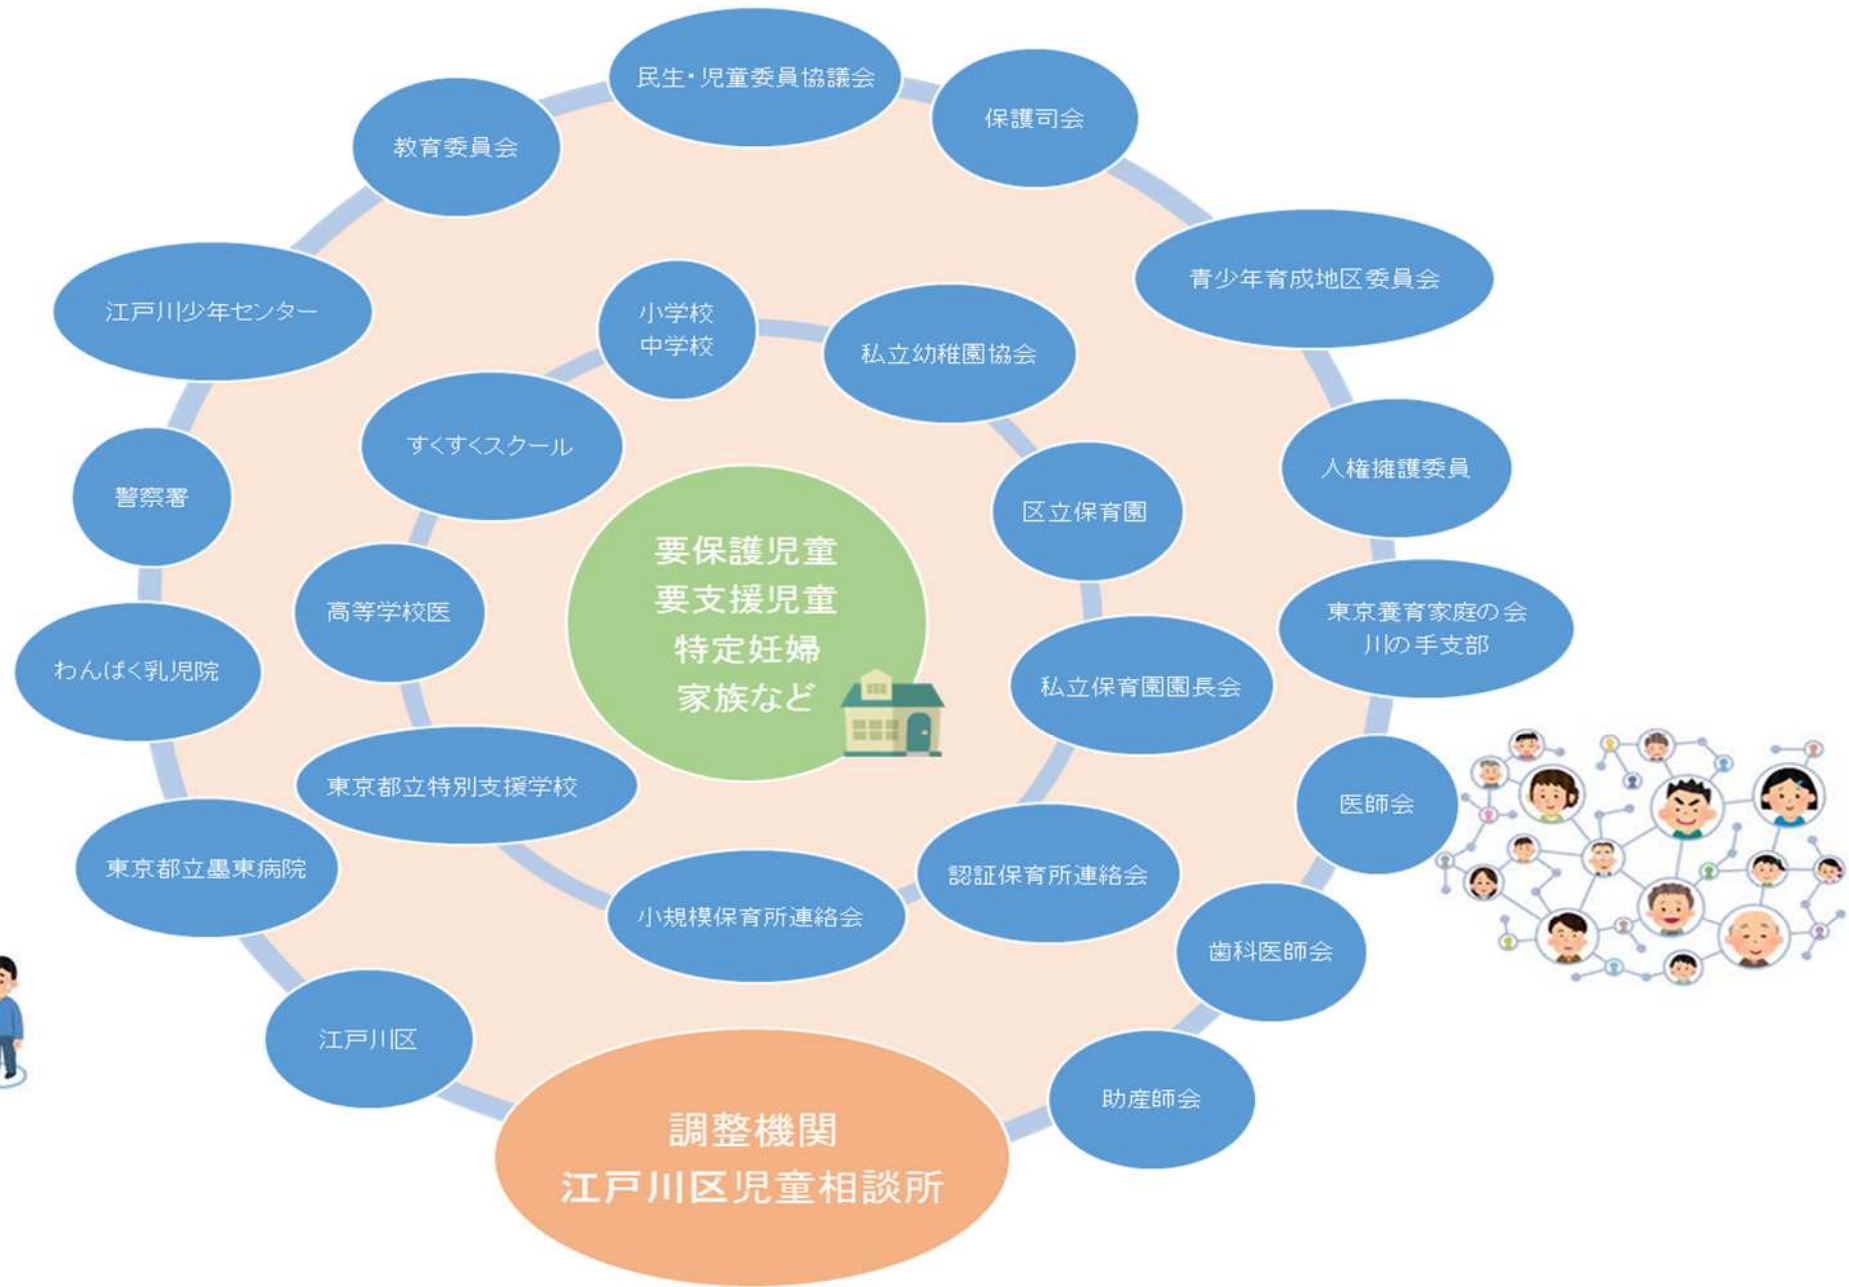 民生・児童委員協議会
保護司会
教育委員会
青少年育成地区委員会
江戸川少年センター
小学校
中学校
私立幼稚園協会
すくすくスクール
人権擁護委員
警察署
区立保育園
要保護児童
要支援児童
特定妊婦
家族など
高等学校医
東京養育家庭の会
川の手支部
わんぱく乳児院
私立保育園園長会
東京都立特別支援学校
医師会
東京都立墨東病院
認証保育所連絡会
小規模保育所連絡会
歯科医師会
江戸川区
助産師会
調整機関
江戸川区児童相談所